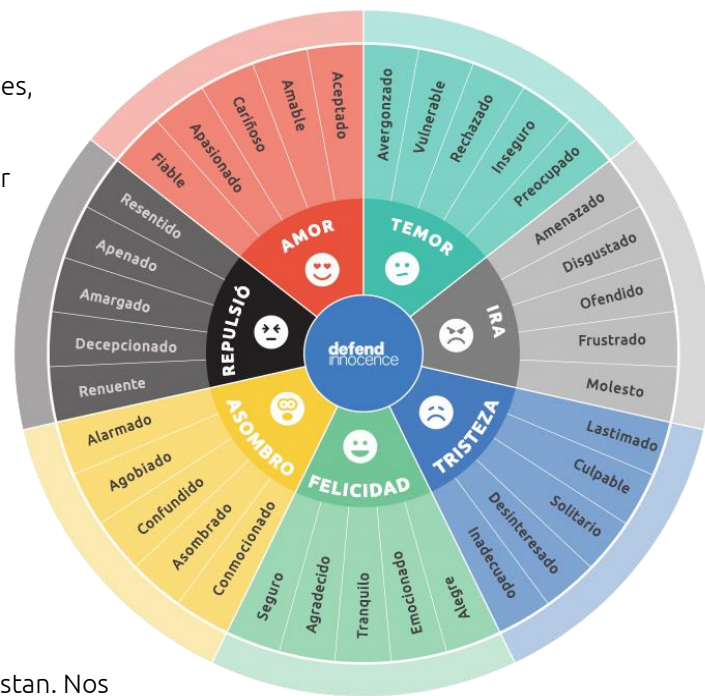 es,
r
stan. Nos
defend
innocence
AMOR
Fiable
Apasionado
Cariñoso
Amable
Aceptado
TEMOR
Avergonzado
Vulnerable
Rechazado
Inseguro
Preocupado
IRA
Amenazado
Disgustado
Ofendido
Frustrado
Molesto
TRISTEZA
Lastimado
Culpable
Solitario
Desinteresado
Inadecuado
FELICIDAD
Alegre
Emocionado
Tranquilo
Agradecido
Seguro
ASOMBRO
Conmocionado
Asombrado
Confundido
Agobiado
Alarmado
REPULSIÓ
Renuente
Decepcionado
Amargado
Apenado
Resentido